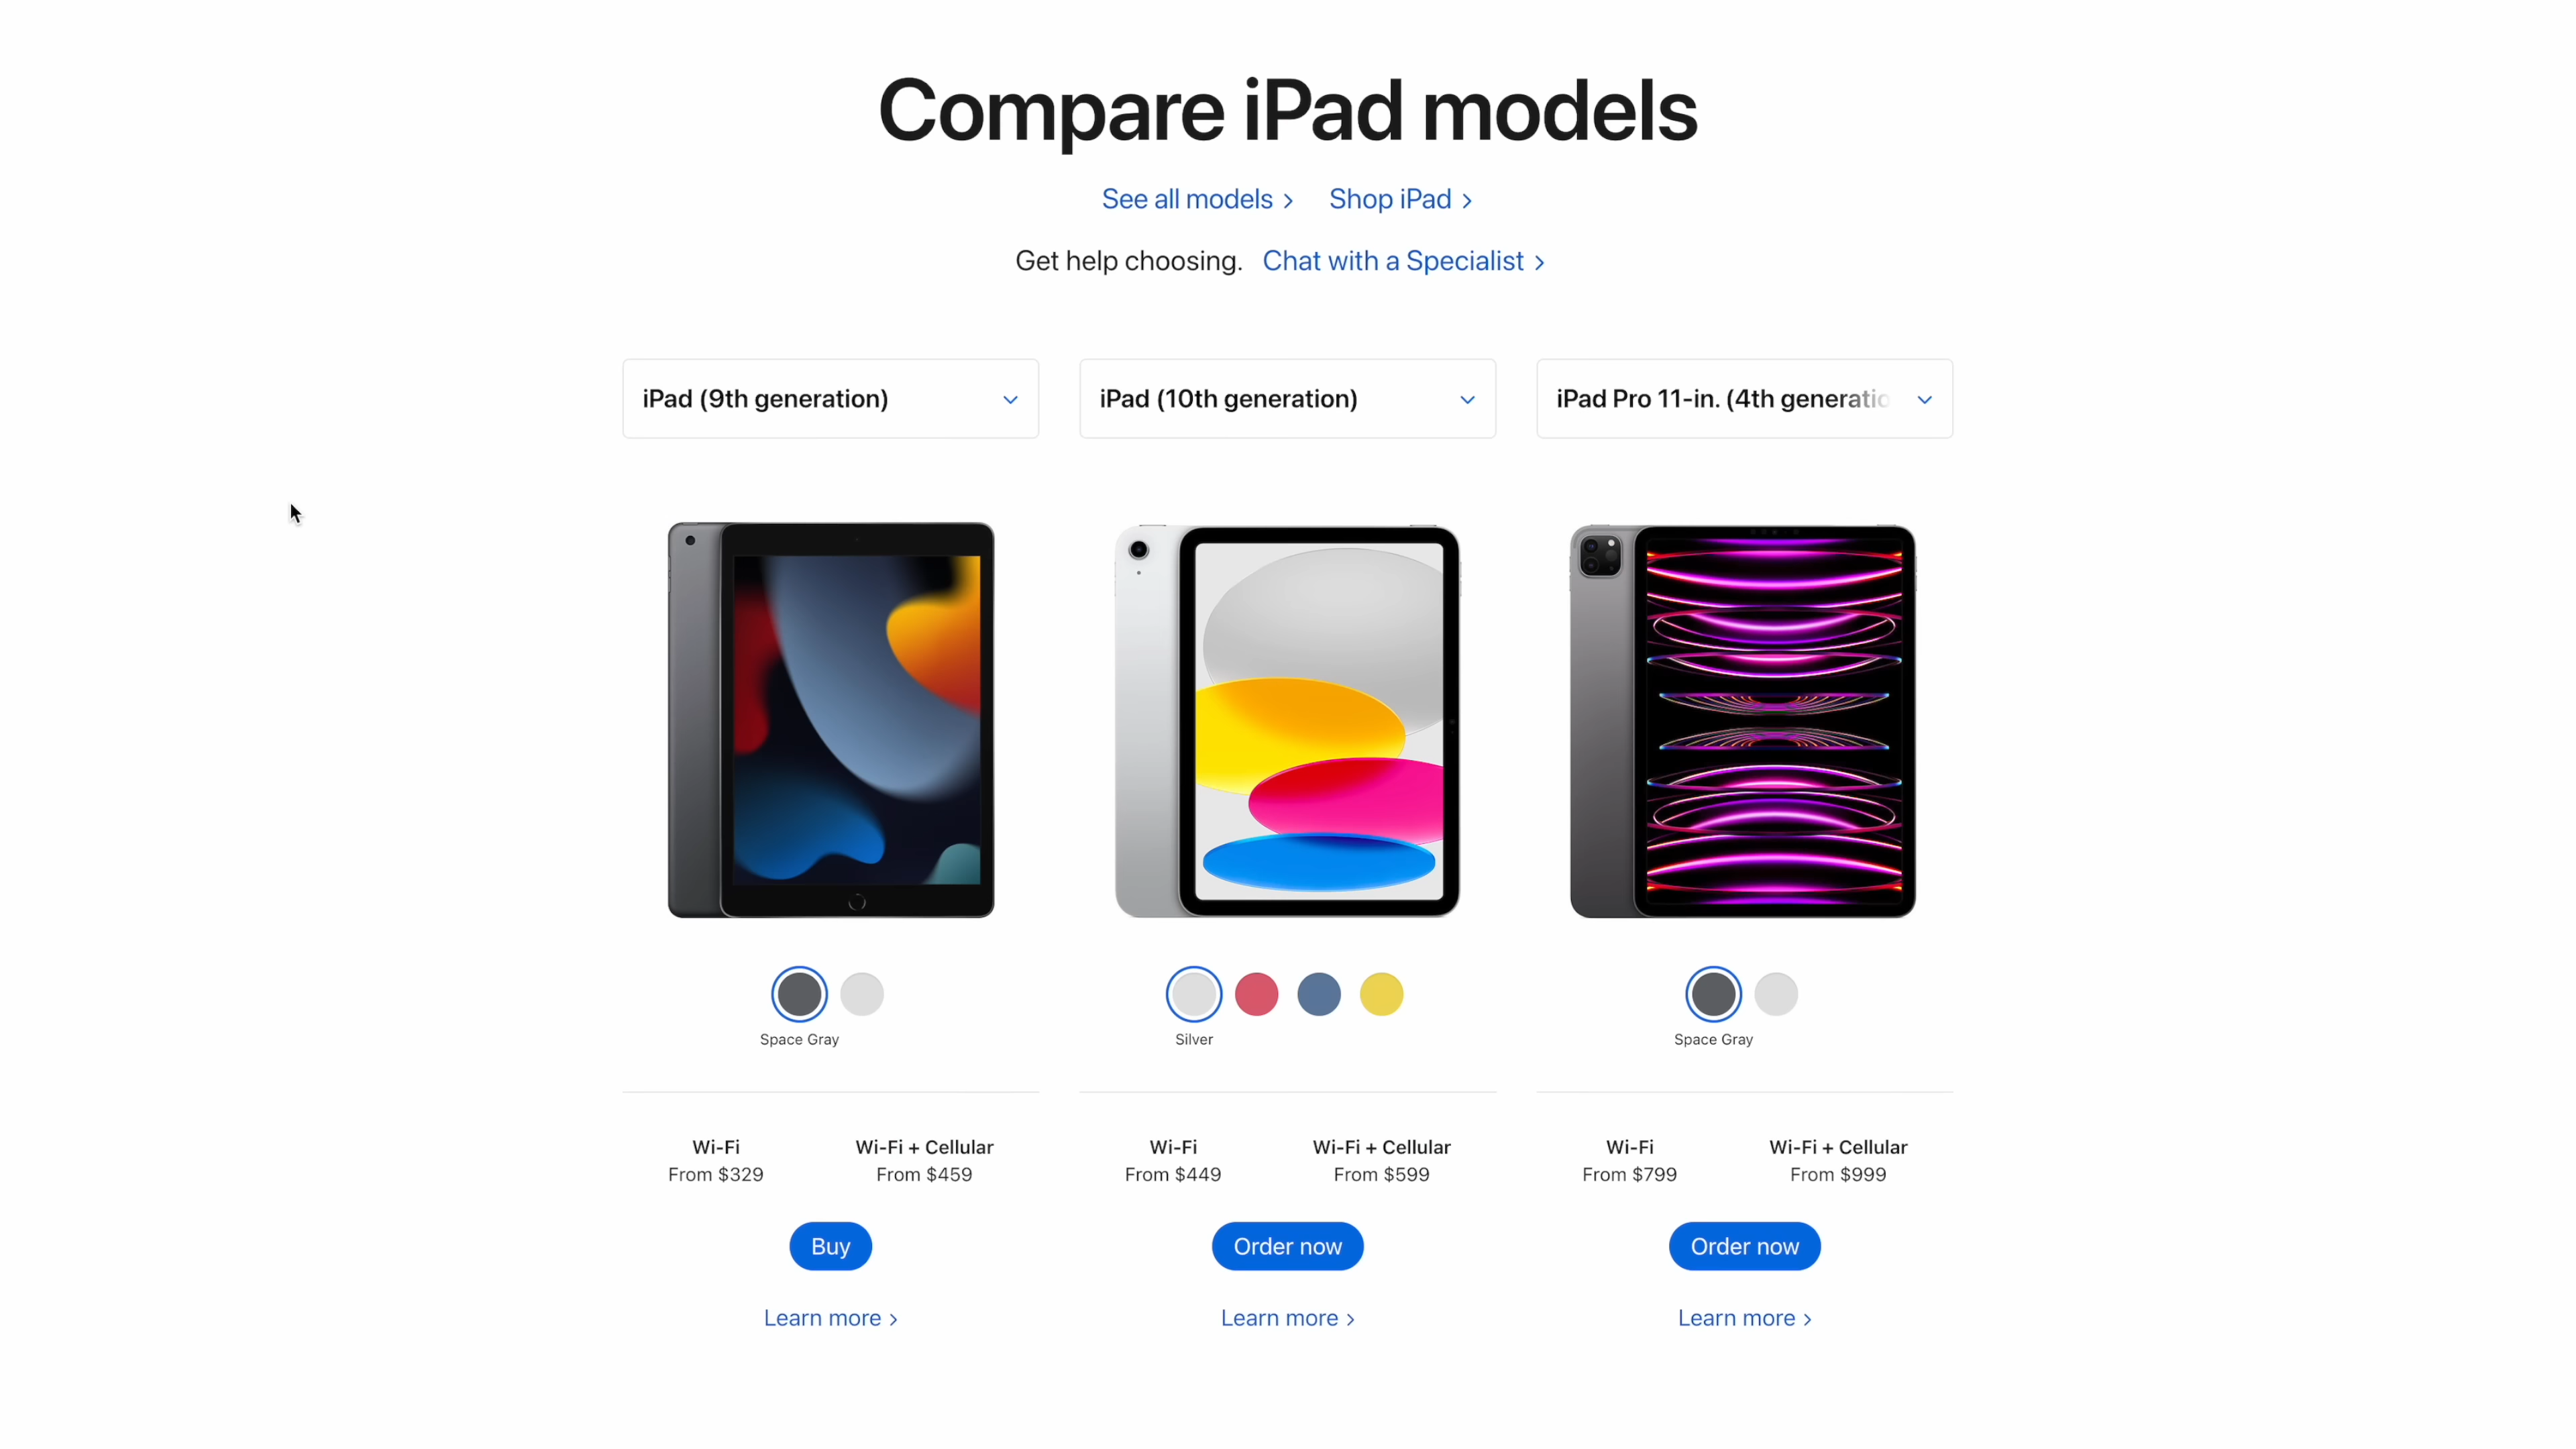 Compare iPad models
See all models >
Shop iPad >
Get help choosing. Chat with a Specialist >
iPad (9th generation)
iPad (10th generation)
iPad Pro 11-in. (4th generatio
Space Gray
Silver
Space Gray
Wi-Fi
From $329
Wi-Fi + Cellular
From $459
Wi-Fi
From $449
Wi-Fi + Cellular
From $599
Wi-Fi
From $799
Wi-Fi + Cellular
From $999
Buy
Order now
Order now
Learn more >
Learn more >
Learn more >